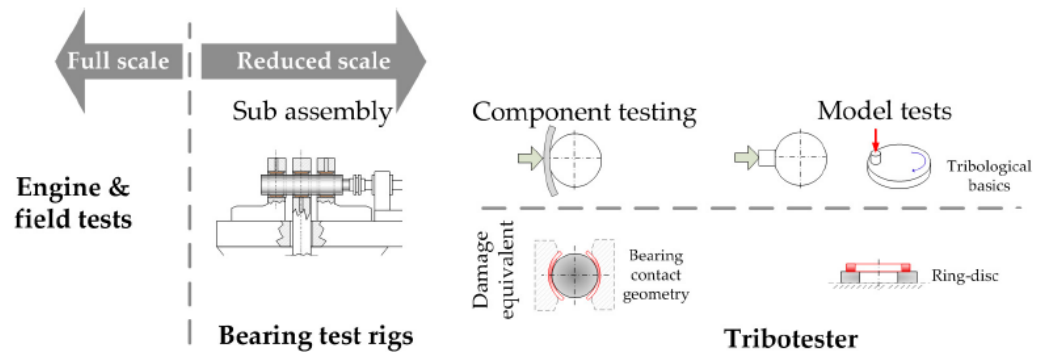 Full scale
Reduced scale
Sub assembly
Component testing
Model tests
Tribological
basics
Engine &
field tests
Damage
equivalent
Bearing
contact
geometry
Ring-disc
Bearing test rigs
Tribotester